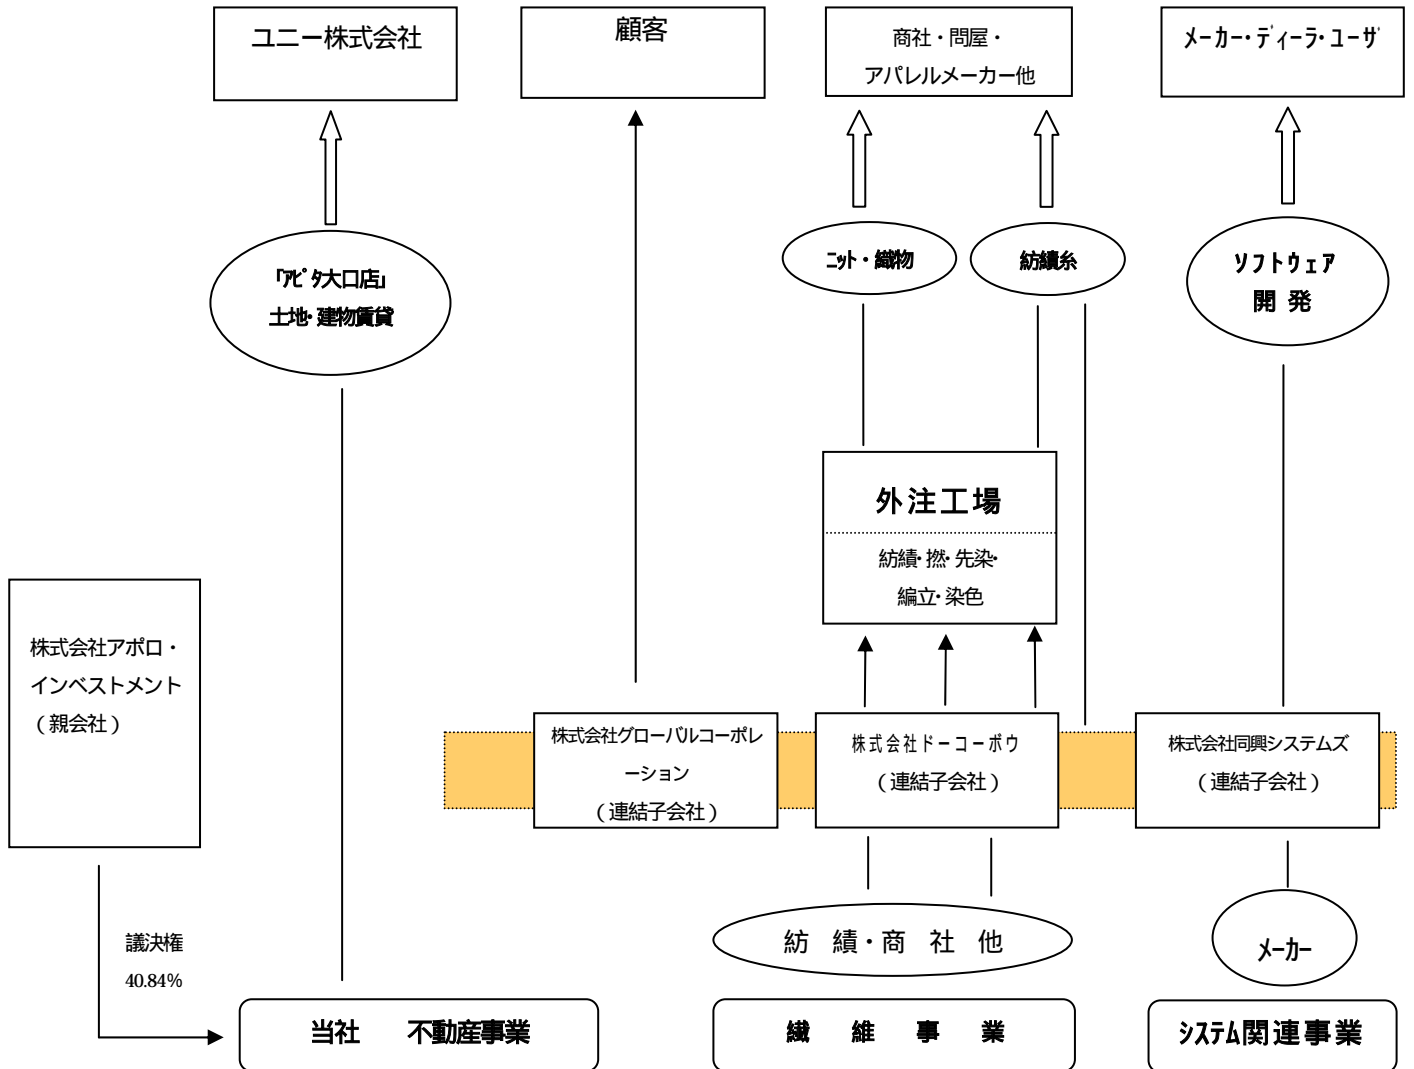 ユニー株式会社
顧客
商社・問屋・
アパレルメーカー他
メーカー・ディーラ・ユーザ
「アピタ大口店」
土地・建物賃貸
ニット・織物
紡績糸
ソフトウェア
開 発
外注工場
紡績・撚・先染・
編立・染色
株式会社アポロ・
インベストメント
（親会社）
株式会社グローバルコーポレ
ーション
（連結子会社）
株式会社ドーコーボウ
（連結子会社）
株式会社同興システムズ
（連結子会社）
議決権
40.84%
紡 績・商 社 他
メーカー
当社 不動産事業
繊 維 事 業
システム関連事業